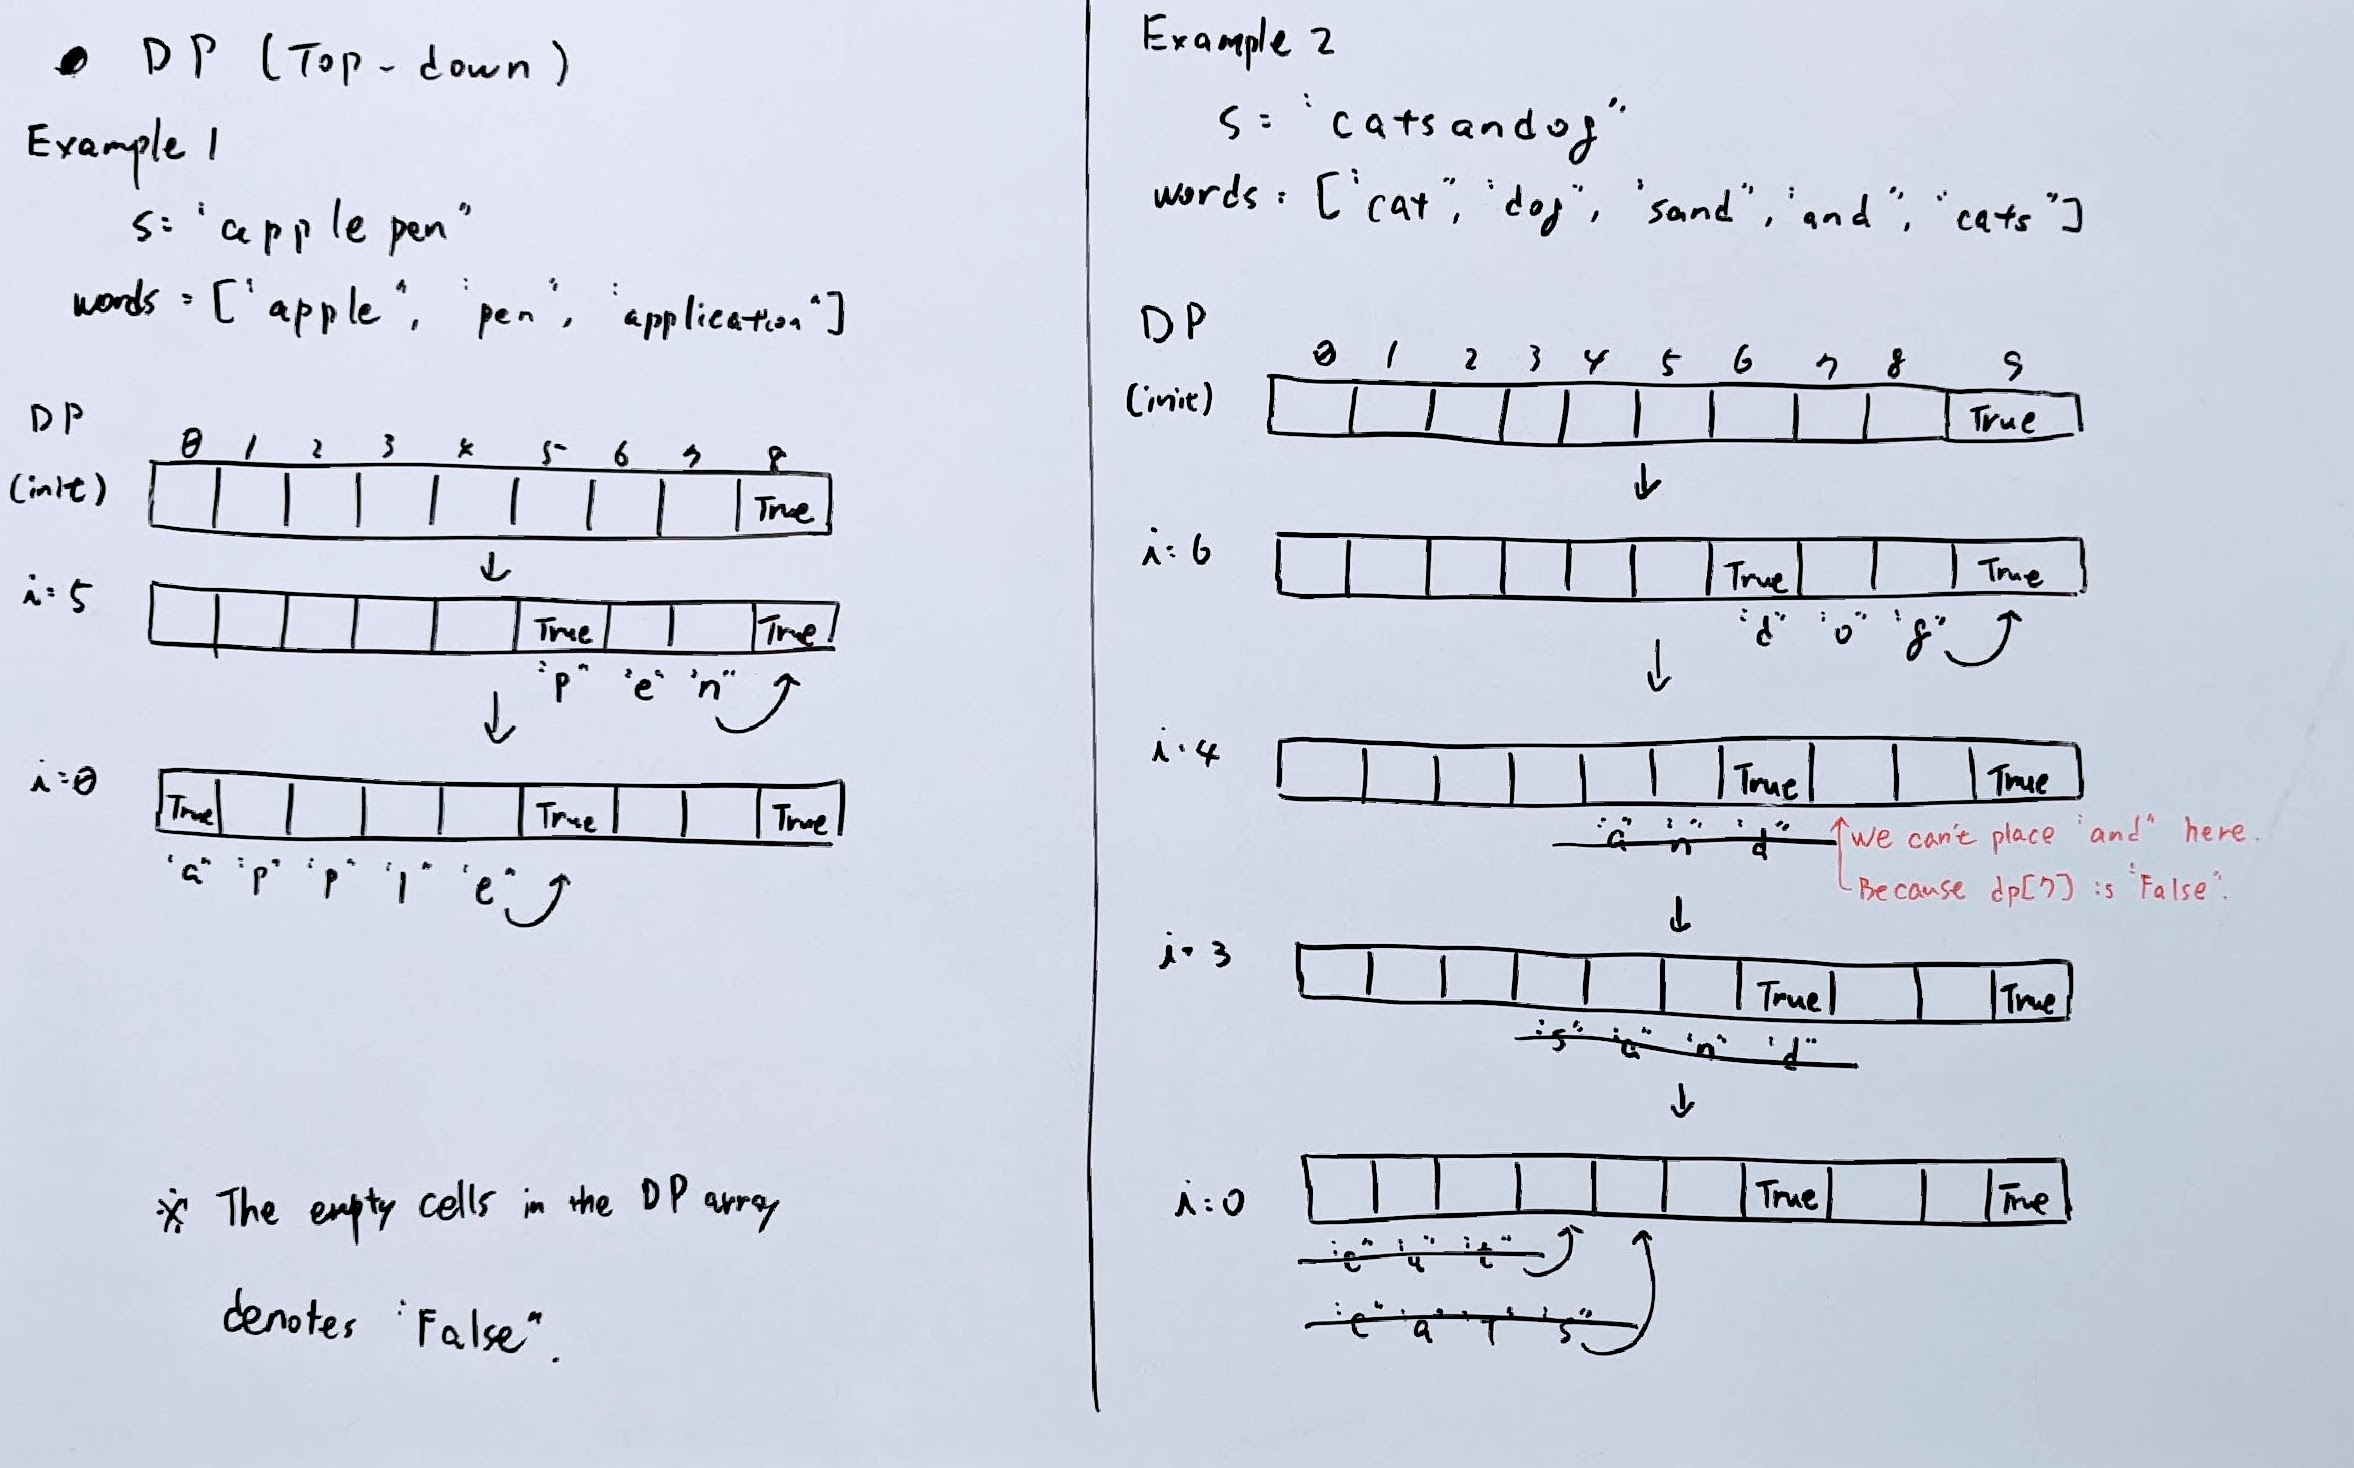 • DP (Top-down)
Example 1
s = "applepen"
words = ["apple", "pen", "application"]
DP
0 1 2 3 4 5 6 7 8
(init) True
↓
i=5 True True
"p" "e" "n"
↓
i=0 True True True
"a" "p" "p" "l" "e"
※ The empty cells in the DP array
denotes "False".
Example 2
s = "catsandog"
words = ["cat", "dog", "sand", "and", "cats"]
DP
0 1 2 3 4 5 6 7 8 9
(init) True
↓
i=6 True True
"d" "o" "g"
↓
i=4 True True
"a" "n" "d" ↑ We can't place "and" here.
Because dp[7] is "False".
↓
i=3 True True
"s" "a" "n" "d"
↓
i=0 True True
"c" "a" "t"
"c" "a" "t" "s"